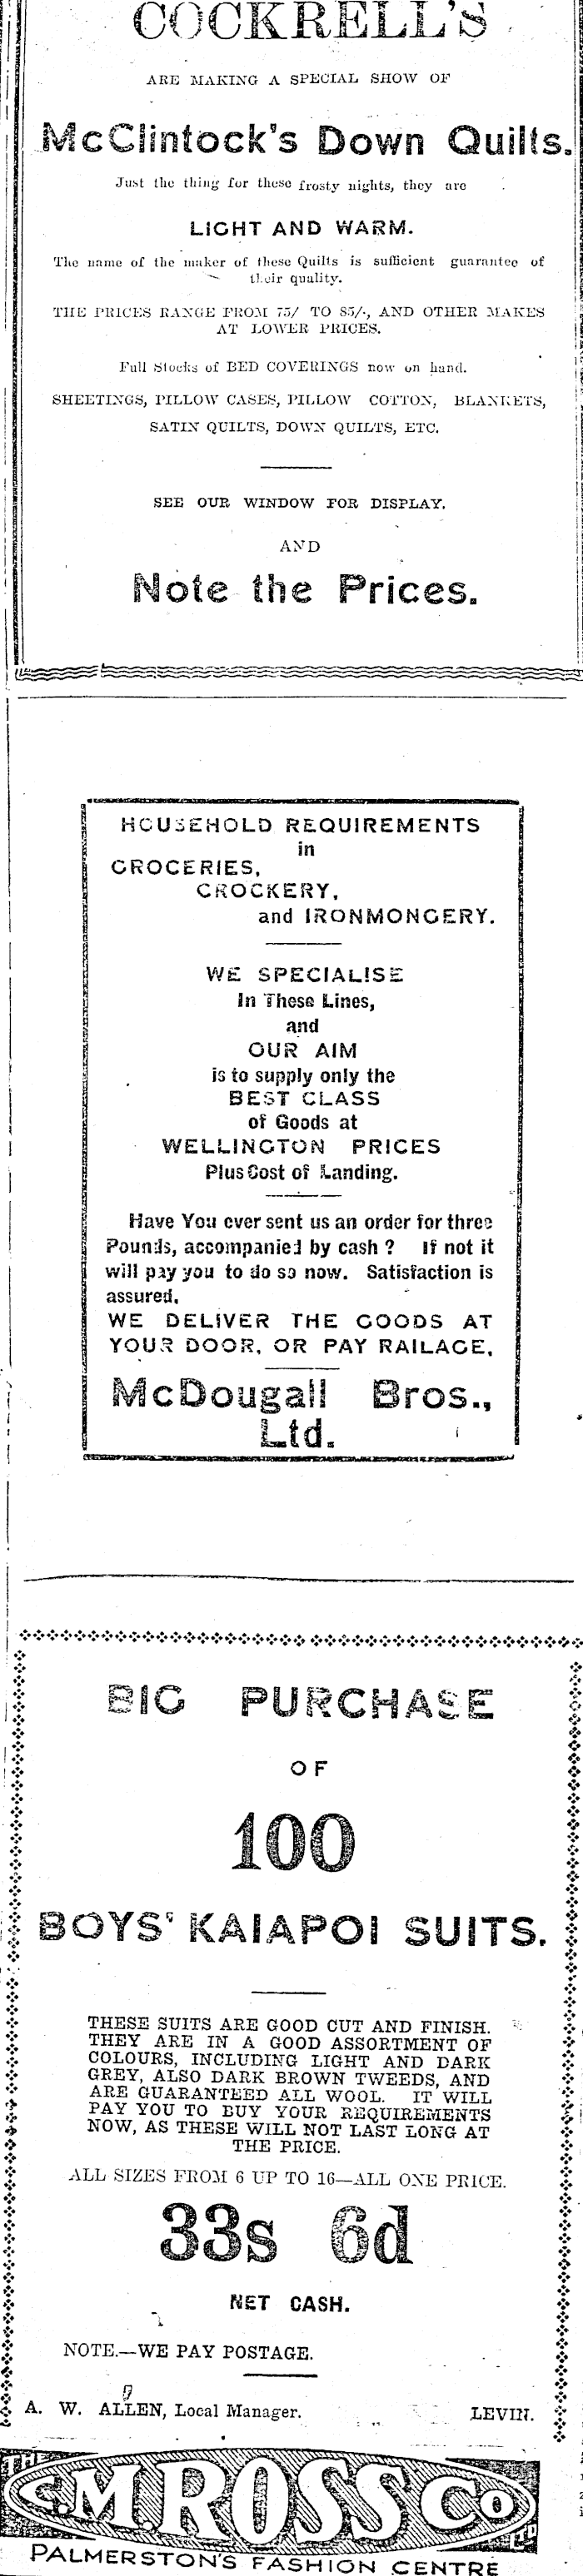 COCKRELL'S
ARE MAKING A SPECIAL SHOW OF
McClintock's Down Quilts.
Just the thing for these frosty nights, they are
LIGHT AND WARM.
The name of the maker of these Quilts is sufficient guarantee of
their quality.
THE PRICES RANGE FROM 75/ TO 85/-, AND OTHER MAKES
AT LOWER PRICES.
Full Stocks of BED COVERINGS now on hand.
SHEETINGS, PILLOW CASES, PILLOW COTTON, BLANKETS,
SATIN QUILTS, DOWN QUILTS, ETC.
SEE OUR WINDOW FOR DISPLAY.
AND
Note the Prices.
HOUSEHOLD REQUIREMENTS
in
GROCERIES,
CROCKERY,
and IRONMONGERY.
WE SPECIALISE
In These Lines,
and
OUR AIM
is to supply only the
BEST CLASS
of Goods at
WELLINGTON PRICES
Plus Cost of Landing.
Have You ever sent us an order for three
Pounds, accompanied by cash ? If not it
will pay you to do so now. Satisfaction is
assured.
WE DELIVER THE GOODS AT
YOUR DOOR, OR PAY RAILAGE,
McDougall Bros.,
Ltd.
BIG PURCHASE
OF
100
BOYS' KAIAPOI SUITS.
THESE SUITS ARE GOOD CUT AND FINISH.
THEY ARE IN A GOOD ASSORTMENT OF
COLOURS, INCLUDING LIGHT AND DARK
GREY, ALSO DARK BROWN TWEEDS, AND
ARE GUARANTEED ALL WOOL. IT WILL
PAY YOU TO BUY YOUR REQUIREMENTS
NOW, AS THESE WILL NOT LAST LONG AT
THE PRICE.
ALL SIZES FROM 6 UP TO 16—ALL ONE PRICE.
33s 6d
NET CASH.
NOTE.—WE PAY POSTAGE.
A. W. ALLEN, Local Manager. LEVIN.
THE C.M. ROSS Co LTD
PALMERSTON'S FASHION CENTRE